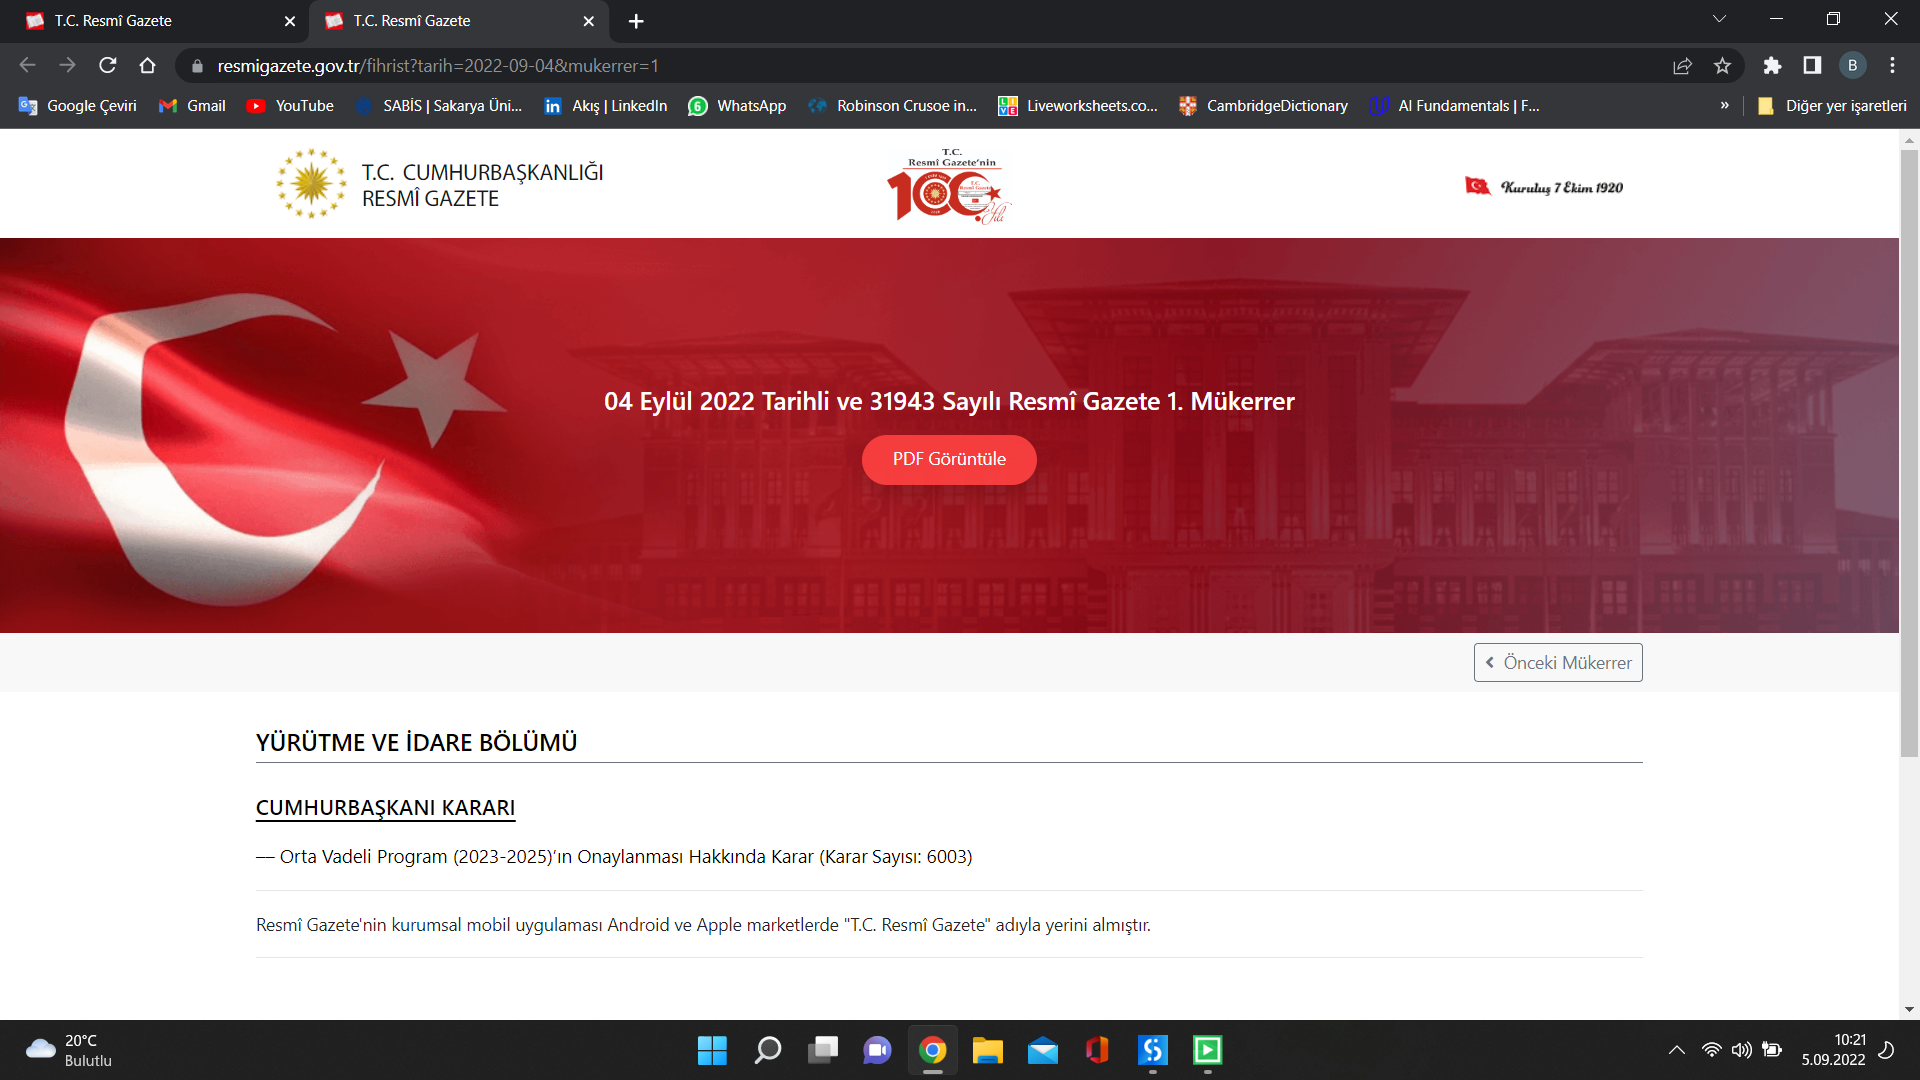 T.C. Resmî Gazete
T.C. Resmî Gazete
resmigazete.gov.tr/fihrist?tarih=2022-09-04&mukerrer=1
B
Google Çeviri
Gmail
YouTube
SABİS | Sakarya Üni...
Akış | LinkedIn
6
WhatsApp
Robinson Crusoe in...
LIVE
Liveworksheets.co...
CambridgeDictionary
AI Fundamentals | F...
»
Diğer yer işaretleri
T.C. CUMHURBAŞKANLIĞI
RESMÎ GAZETE
T.C.
Resmî Gazete'nin
100.
Yılı
Kuruluş 7 Ekim 1920
04 Eylül 2022 Tarihli ve 31943 Sayılı Resmî Gazete 1. Mükerrer
PDF Görüntüle
Önceki Mükerrer
YÜRÜTME VE İDARE BÖLÜMÜ
CUMHURBAŞKANI KARARI
— Orta Vadeli Program (2023-2025)'ın Onaylanması Hakkında Karar (Karar Sayısı: 6003)
Resmî Gazete'nin kurumsal mobil uygulaması Android ve Apple marketlerde "T.C. Resmî Gazete" adıyla yerini almıştır.
20°C
Bulutlu
10:21
5.09.2022